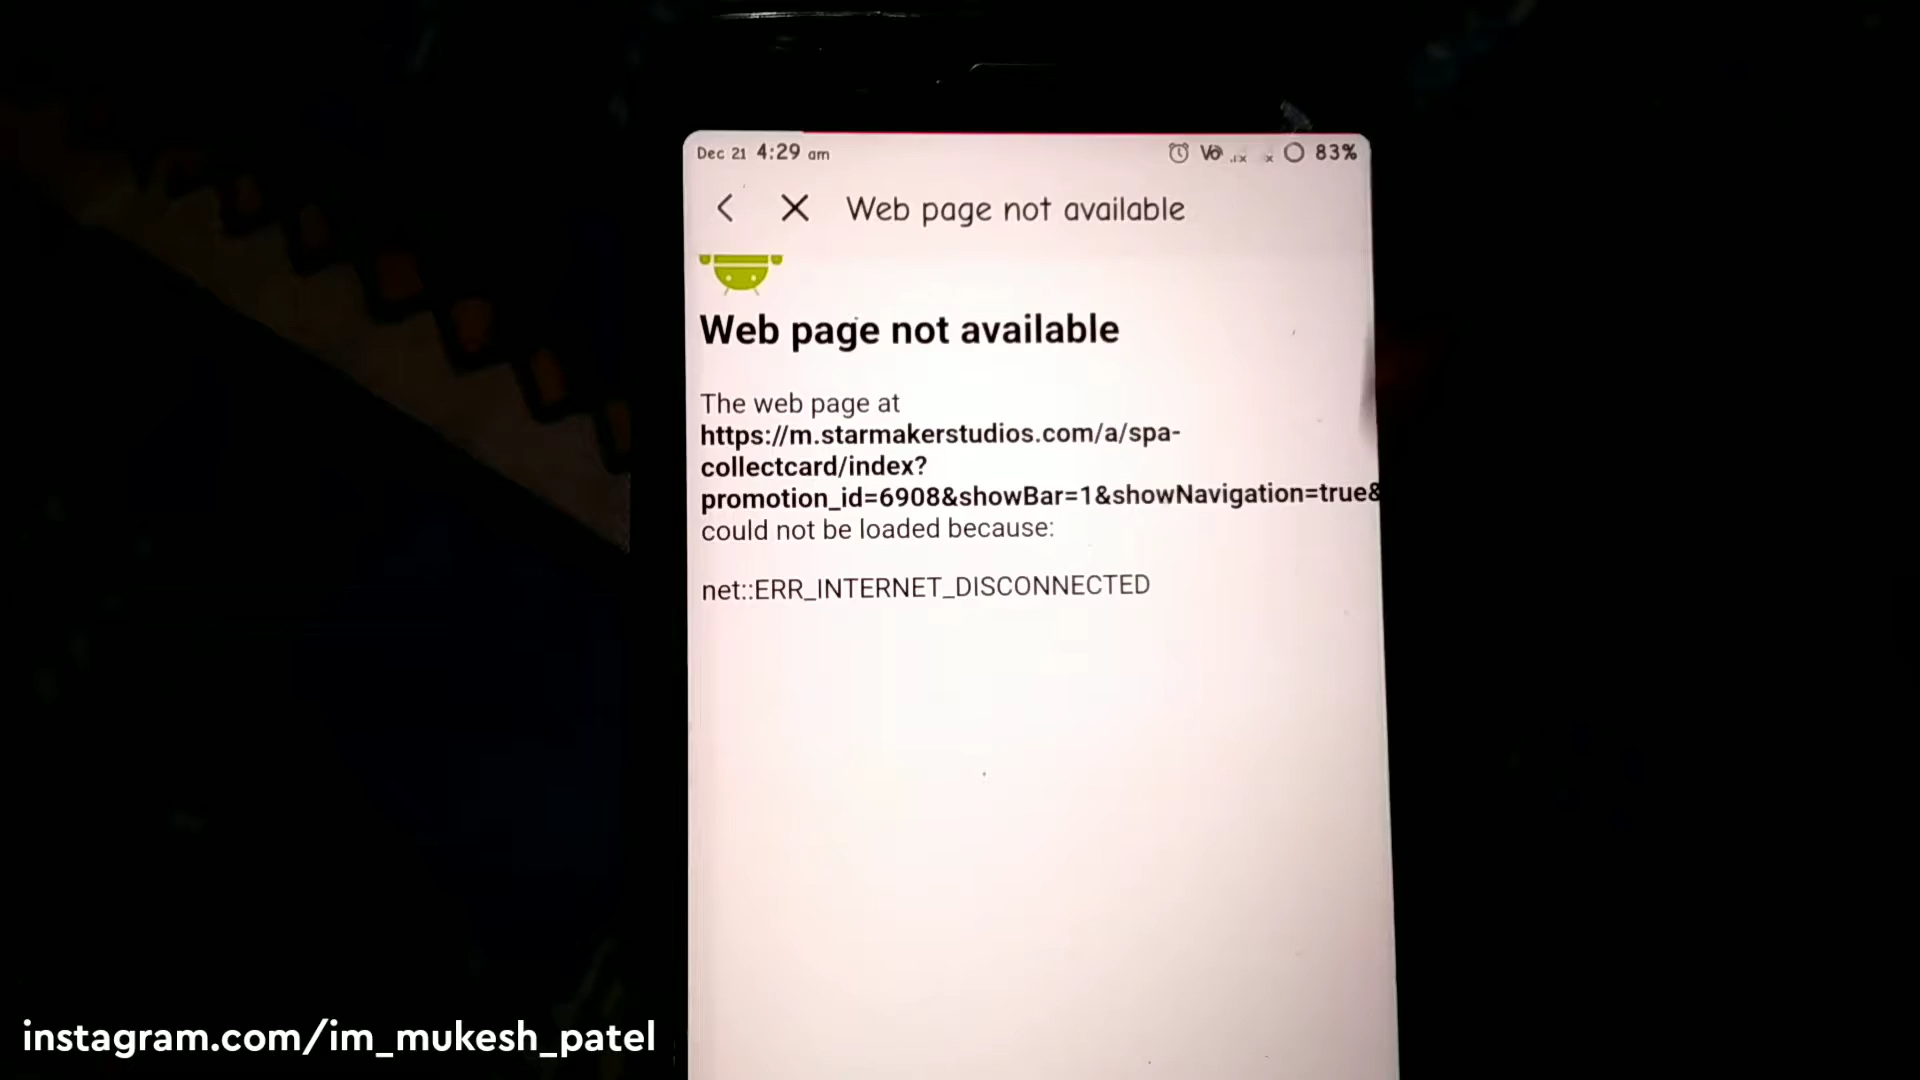 Dec 21 4:29 am
83%
Web page not available
Web page not available
The web page at
https://m.starmakerstudios.com/a/spa-
collectcard/index?
promotion_id=6908&showBar=1&showNavigation=true&
could not be loaded because:
net::ERR_INTERNET_DISCONNECTED
instagram.com/im_mukesh_patel